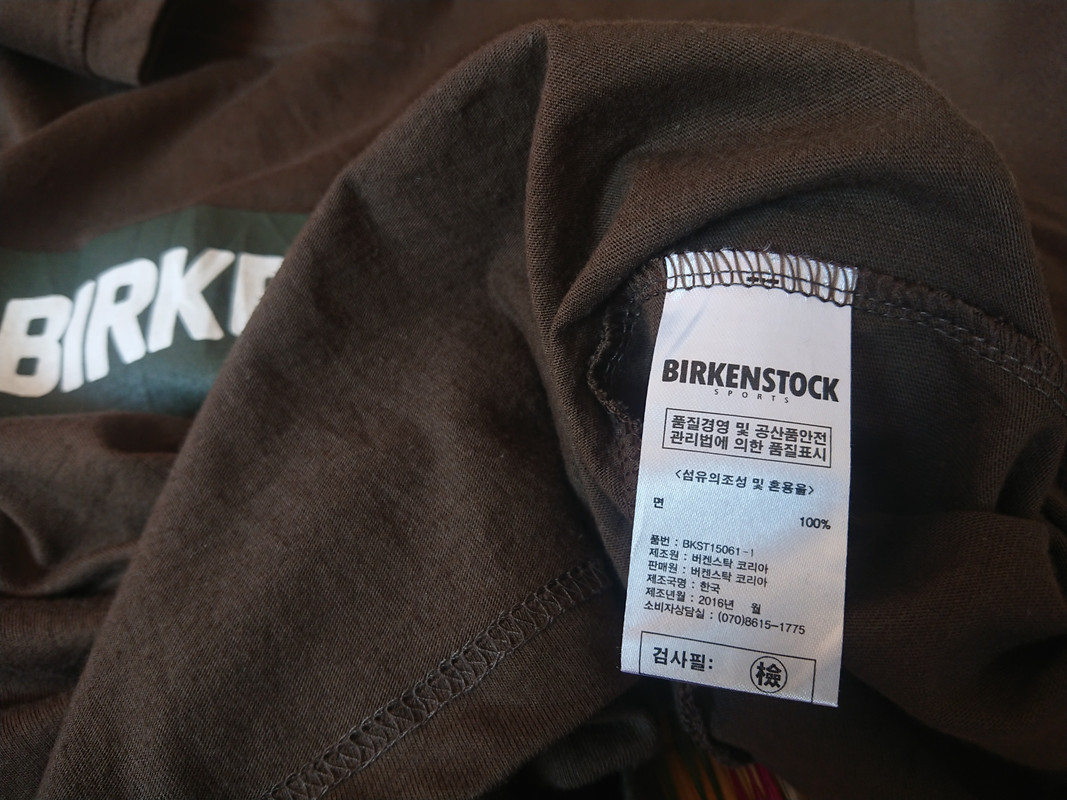 BIRKE
BIRKENSTOCK
SPORTS
품질경영 및 공산품안전
관리법에 의한 품질표시
<섬유의조성 및 혼용율>
면
100%
품번 : BKST15061-1
제조원 : 버켄스탁 코리아
판매원 : 버켄스탁 코리아
제조국명 : 한국
제조년월 : 2016년 월
소비자상담실 : (070)8615-1775
검사필: 檢